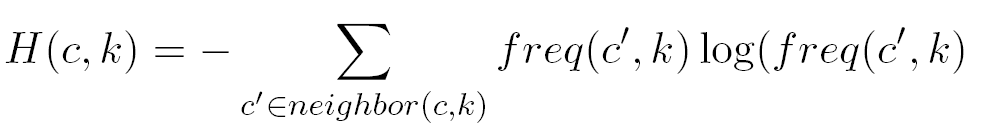 H(c, k) = − ∑ freq(c′, k) log(freq(c′, k)
c′∈neighbor(c,k)